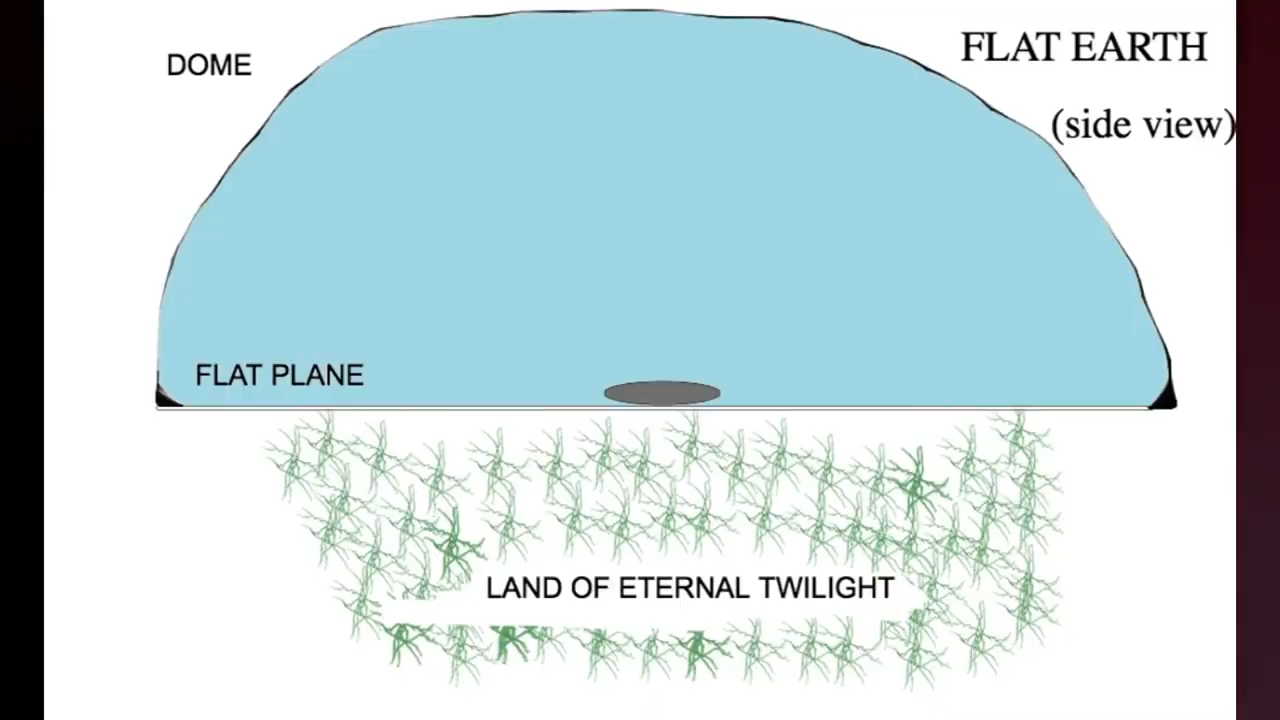 DOME
FLAT EARTH
(side view)
FLAT PLANE
LAND OF ETERNAL TWILIGHT